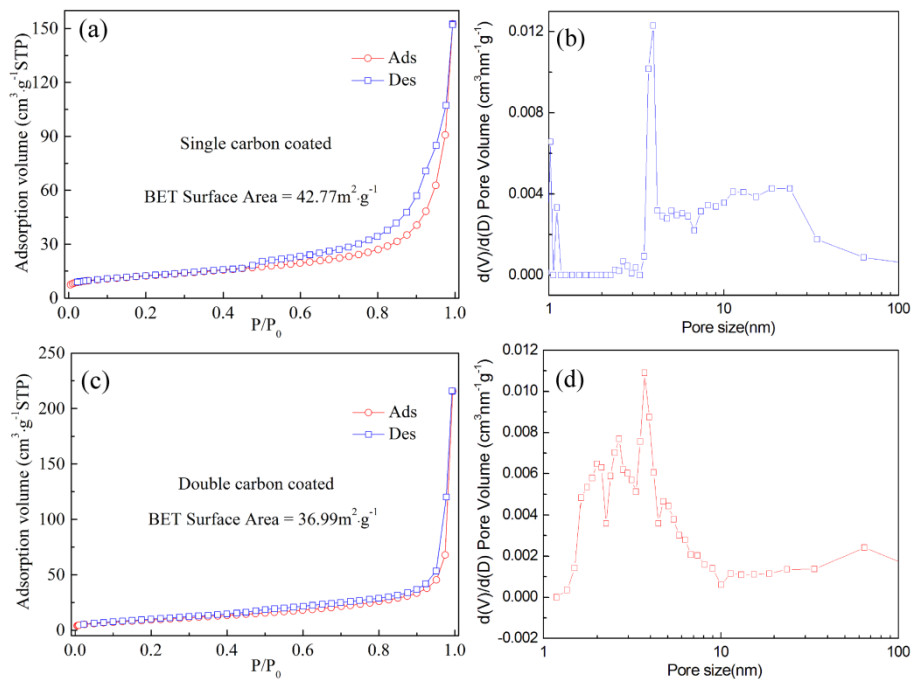 (a)
Adsorption volume (cm³·g⁻¹STP)
150
120
90
60
30
0
Ads
Des
Single carbon coated
BET Surface Area = 42.77m²·g⁻¹
0.0 0.2 0.4 0.6 0.8 1.0
P/P₀
(b)
d(V)/d(D) Pore Volume (cm³nm⁻¹g⁻¹)
0.012
0.008
0.004
0.000
1 10 100
Pore size(nm)
(c)
Adsorption volume (cm³·g⁻¹STP)
250
200
150
100
50
0
Ads
Des
Double carbon coated
BET Surface Area = 36.99m²·g⁻¹
0.0 0.2 0.4 0.6 0.8 1.0
P/P₀
(d)
d(V)/d(D) Pore Volume (cm³nm⁻¹g⁻¹)
0.012
0.010
0.008
0.006
0.004
0.002
0.000
-0.002
1 10 100
Pore size(nm)